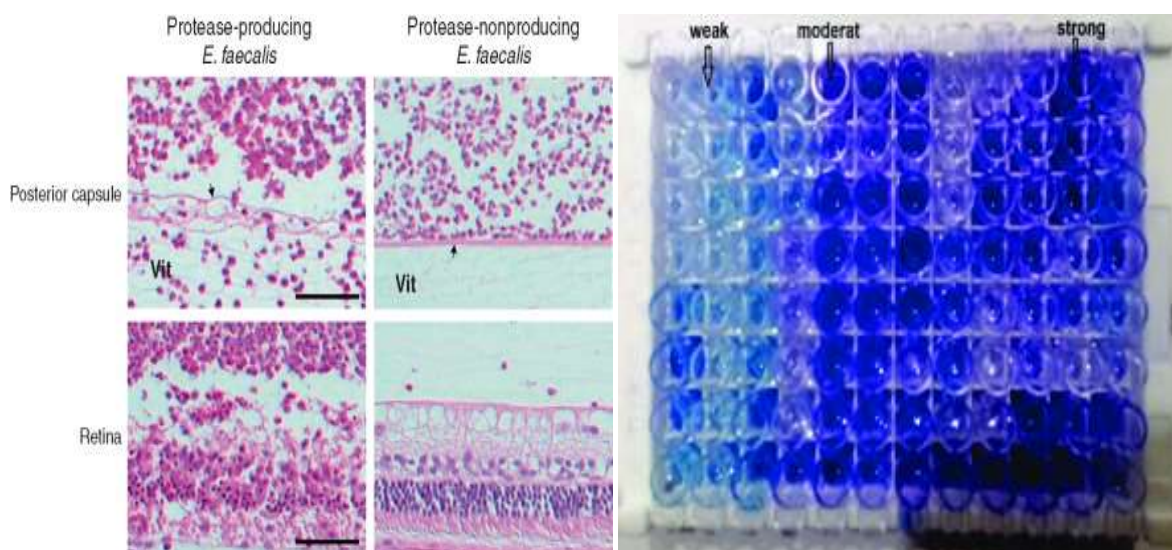 Protease-producing
E. faecalis
Protease-nonproducing
E. faecalis
Posterior capsule
Vit
Vit
Retina
weak
moderat
strong